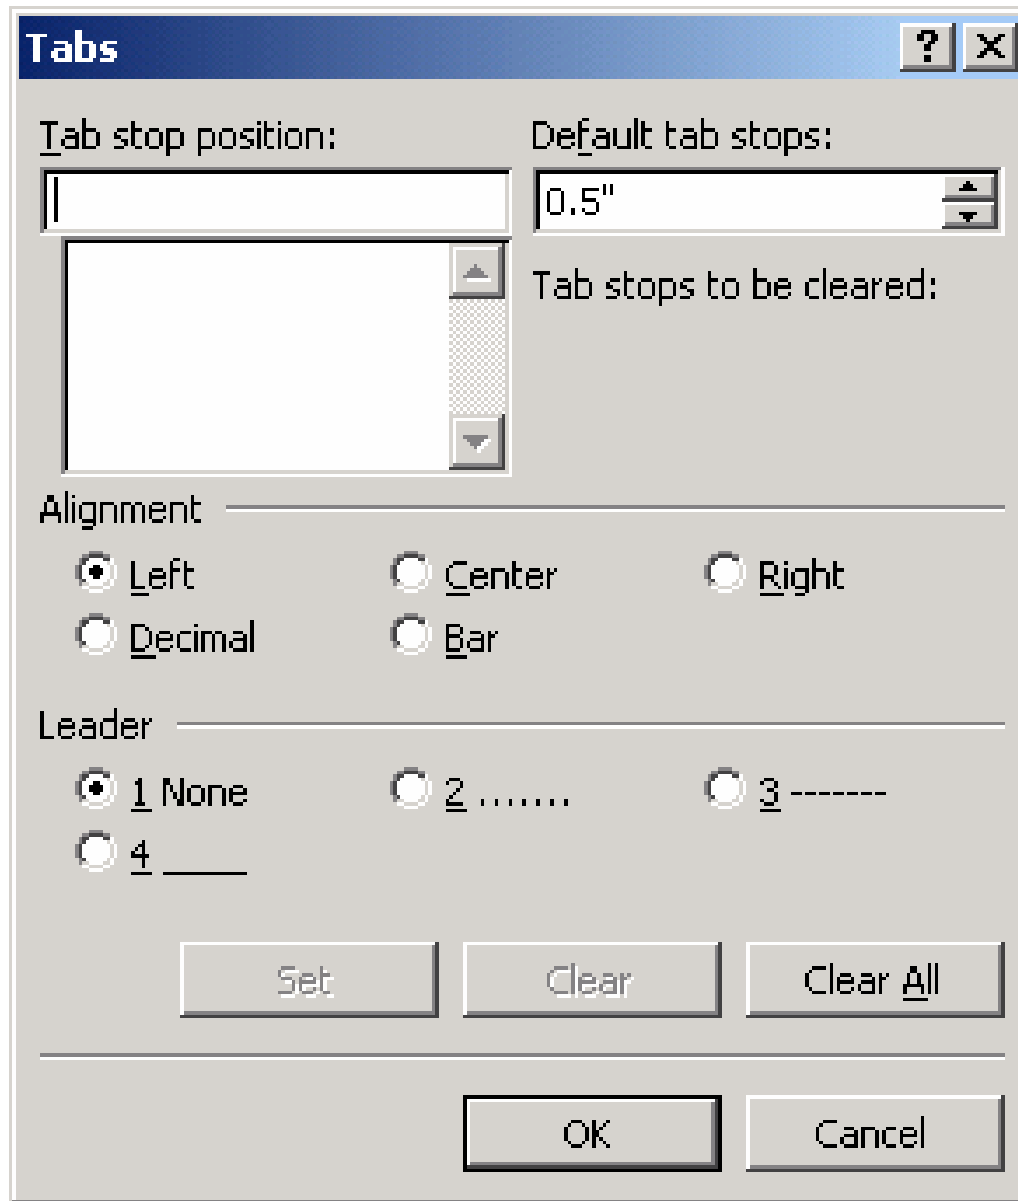 Tabs
Tab stop position: Default tab stops:
0.5"
Tab stops to be cleared:
Alignment
Left Center Right
Decimal Bar
Leader
1 None 2 ....... 3 -------
4 ____
Set Clear Clear All
OK Cancel